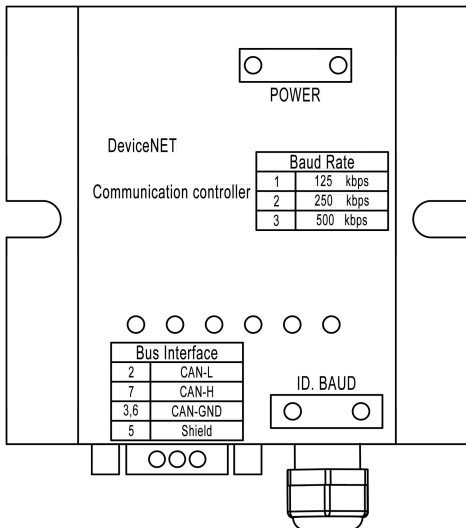 POWER
DeviceNET
Communication controller
Baud Rate
1 125 kbps
2 250 kbps
3 500 kbps
Bus Interface
2 CAN-L
7 CAN-H
3,6 CAN-GND
5 Shield
ID. BAUD